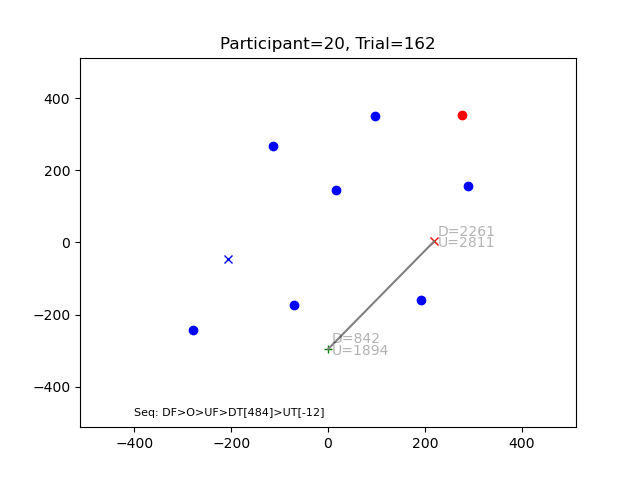 Participant=20, Trial=162
400
200
0
−200
−400
D=2261
U=2811
D=842
U=1894
Seq: DF>O>UF>DT[484]>UT[-12]
−400
−200
0
200
400